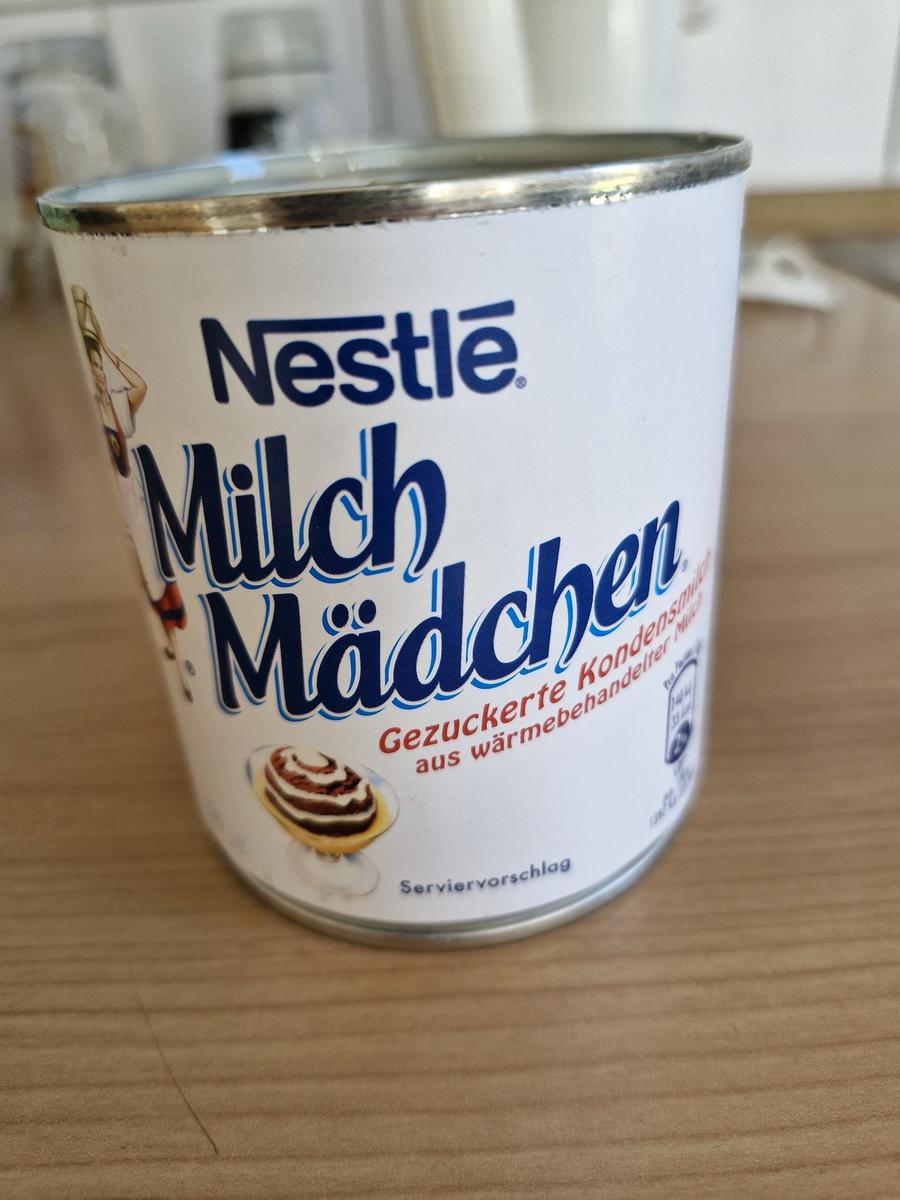 Nestlé®
Milch
Mädchen®
Gezuckerte Kondensmilch
aus wärmebehandelter Milch
®
Serviervorschlag